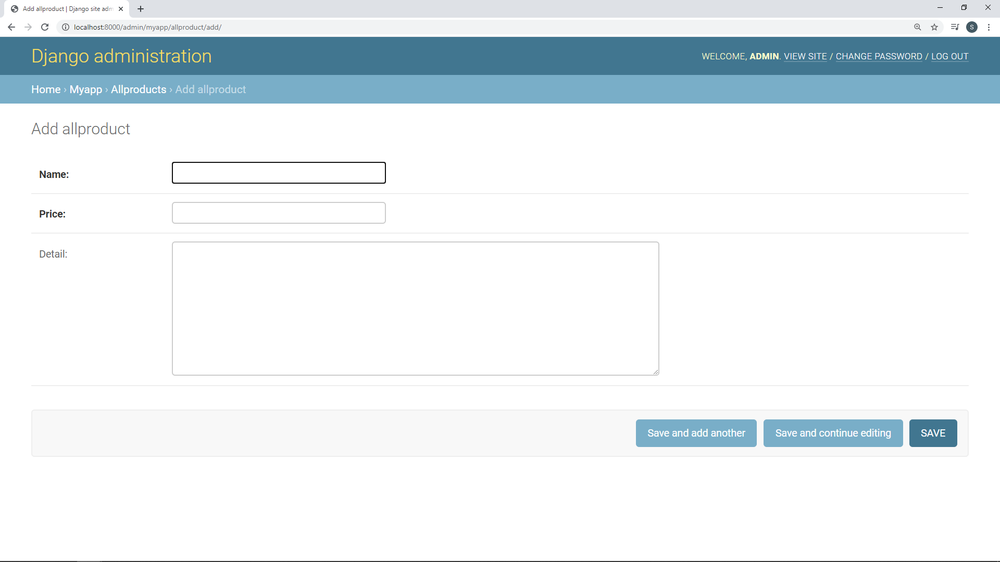 Add allproduct | Django site adm
localhost:8000/admin/myapp/allproduct/add/
S
Django administration
WELCOME, ADMIN. VIEW SITE / CHANGE PASSWORD / LOG OUT
Home › Myapp › Allproducts › Add allproduct
Add allproduct
Name:
Price:
Detail:
Save and add another
Save and continue editing
SAVE